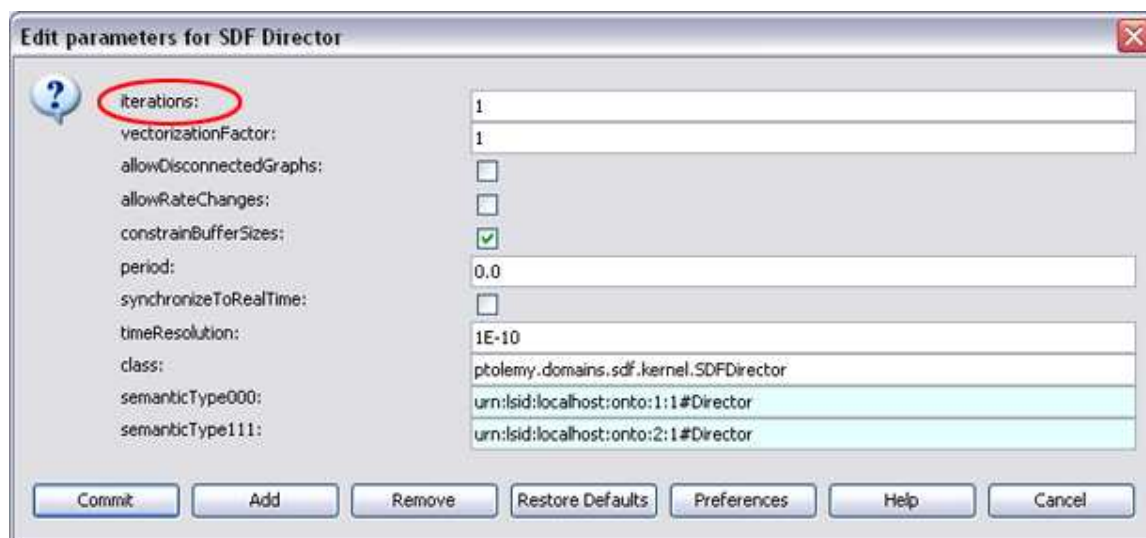 Edit parameters for SDF Director
iterations: 1
vectorizationFactor: 1
allowDisconnectedGraphs:
allowRateChanges:
constrainBufferSizes:
period: 0.0
synchronizeToRealTime:
timeResolution: 1E-10
class: ptolemy.domains.sdf.kernel.SDFDirector
semanticType000: urn:lsid:localhost:onto:1:1#Director
semanticType111: urn:lsid:localhost:onto:2:1#Director
Commit Add Remove Restore Defaults Preferences Help Cancel